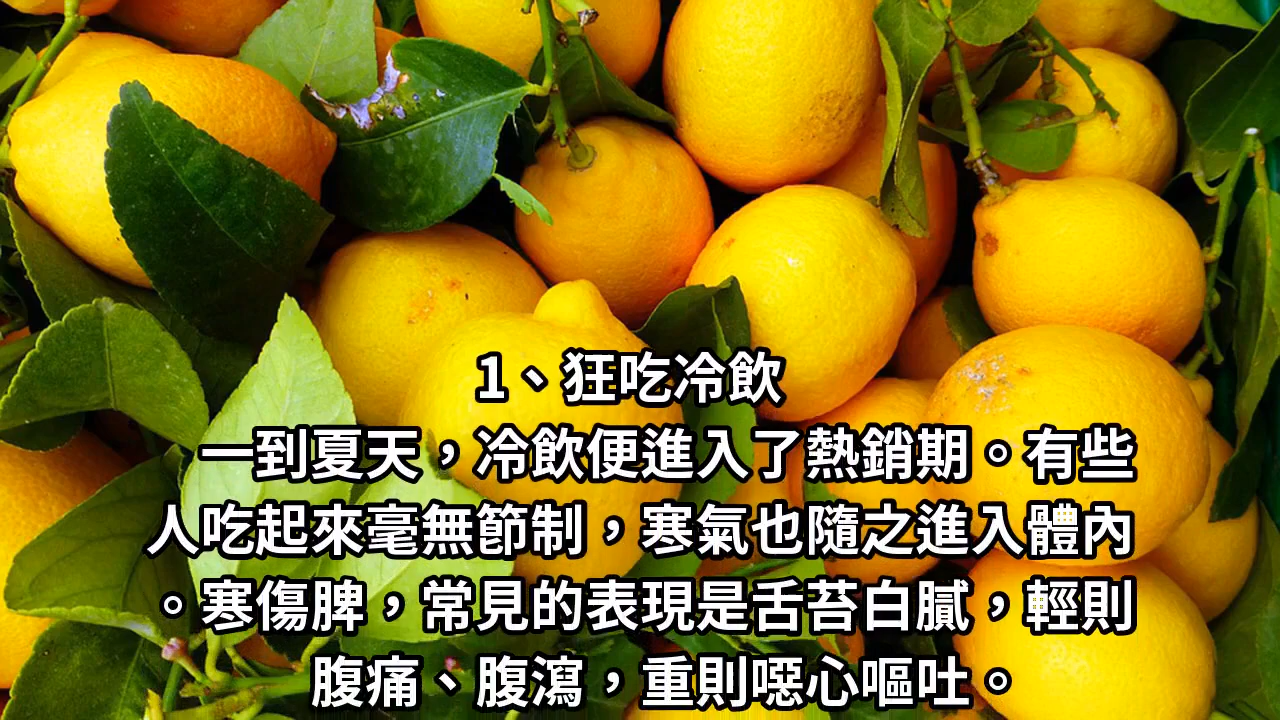 1、狂吃冷飲
一到夏天，冷飲便進入了熱銷期。有些
人吃起來毫無節制，寒氣也隨之進入體內
。寒傷脾，常見的表現是舌苔白膩，輕則
腹痛、腹瀉，重則噁心嘔吐。